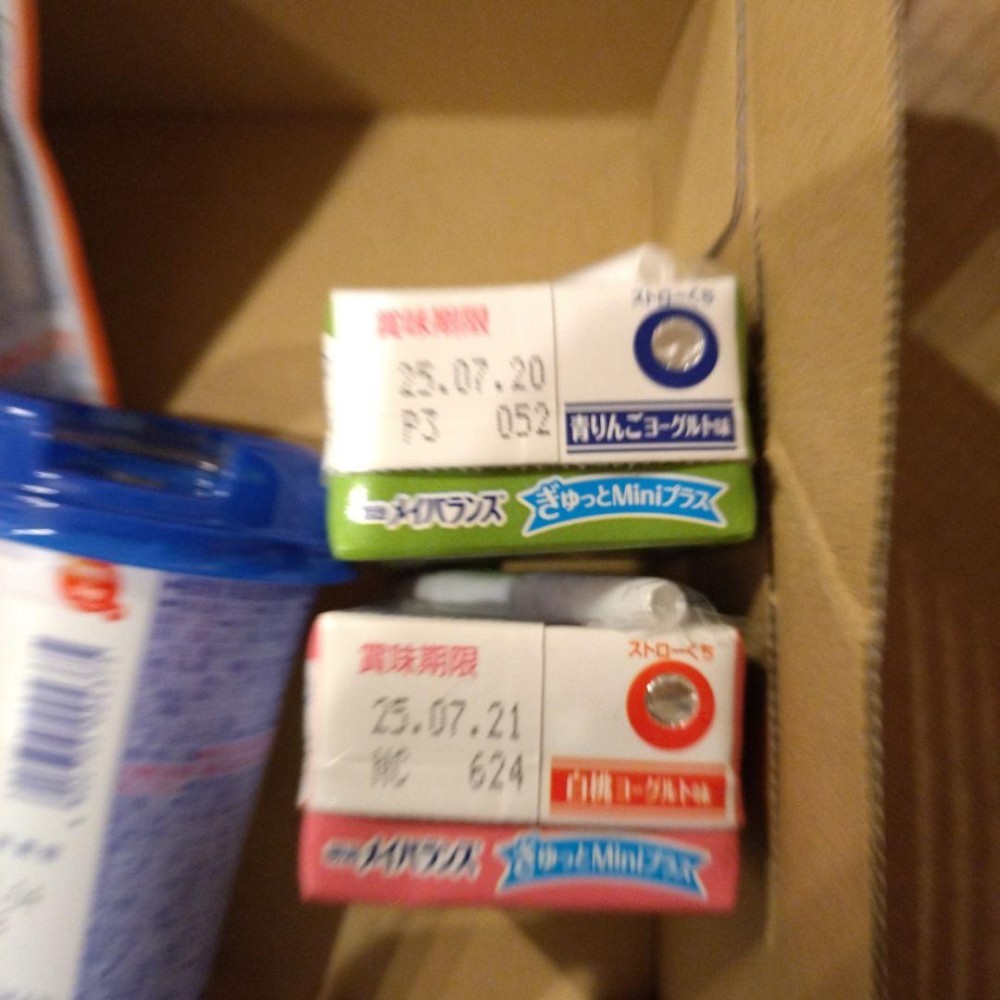 ストローくち
賞味期限
25.07.20
P3 052
青りんごヨーグルト味
メイバランス ぎゅっとMiniプラス
ストローくち
賞味期限
25.07.21
NC 624
白桃ヨーグルト味
メイバランス ぎゅっとMiniプラス